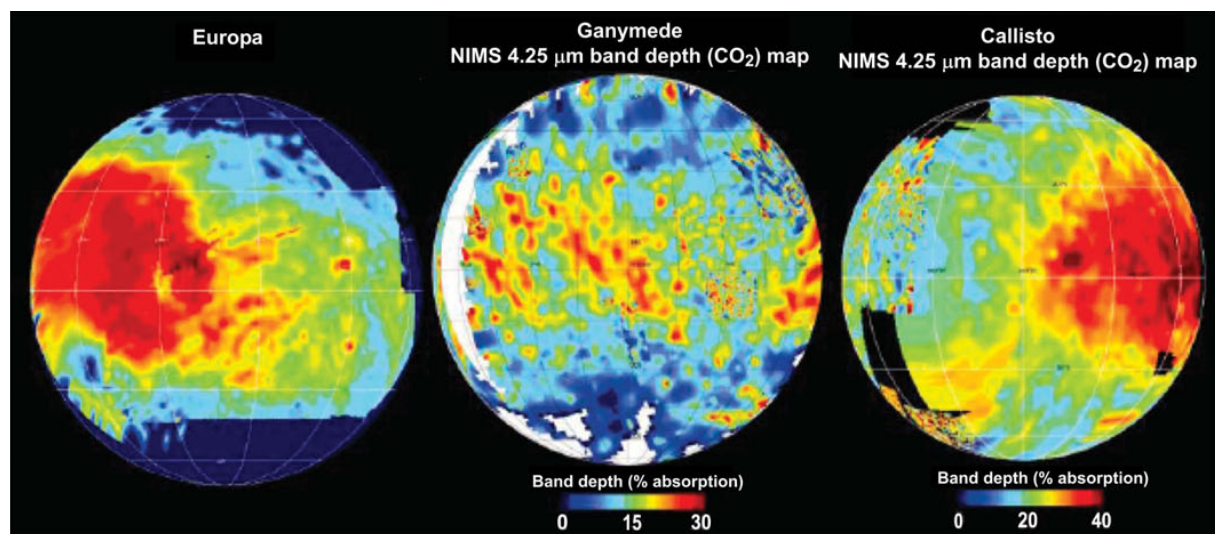 Europa
Ganymede
NIMS 4.25 μm band depth (CO₂) map
Callisto
NIMS 4.25 μm band depth (CO₂) map
Band depth (% absorption)
0 15 30
Band depth (% absorption)
0 20 40